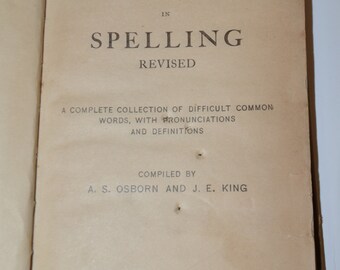 IN
SPELLING
REVISED
A COMPLETE COLLECTION OF DIFFICULT COMMON
WORDS, WITH PRONUNCIATIONS
AND DEFINITIONS
COMPILED BY
A. S. OSBORN AND J. E. KING